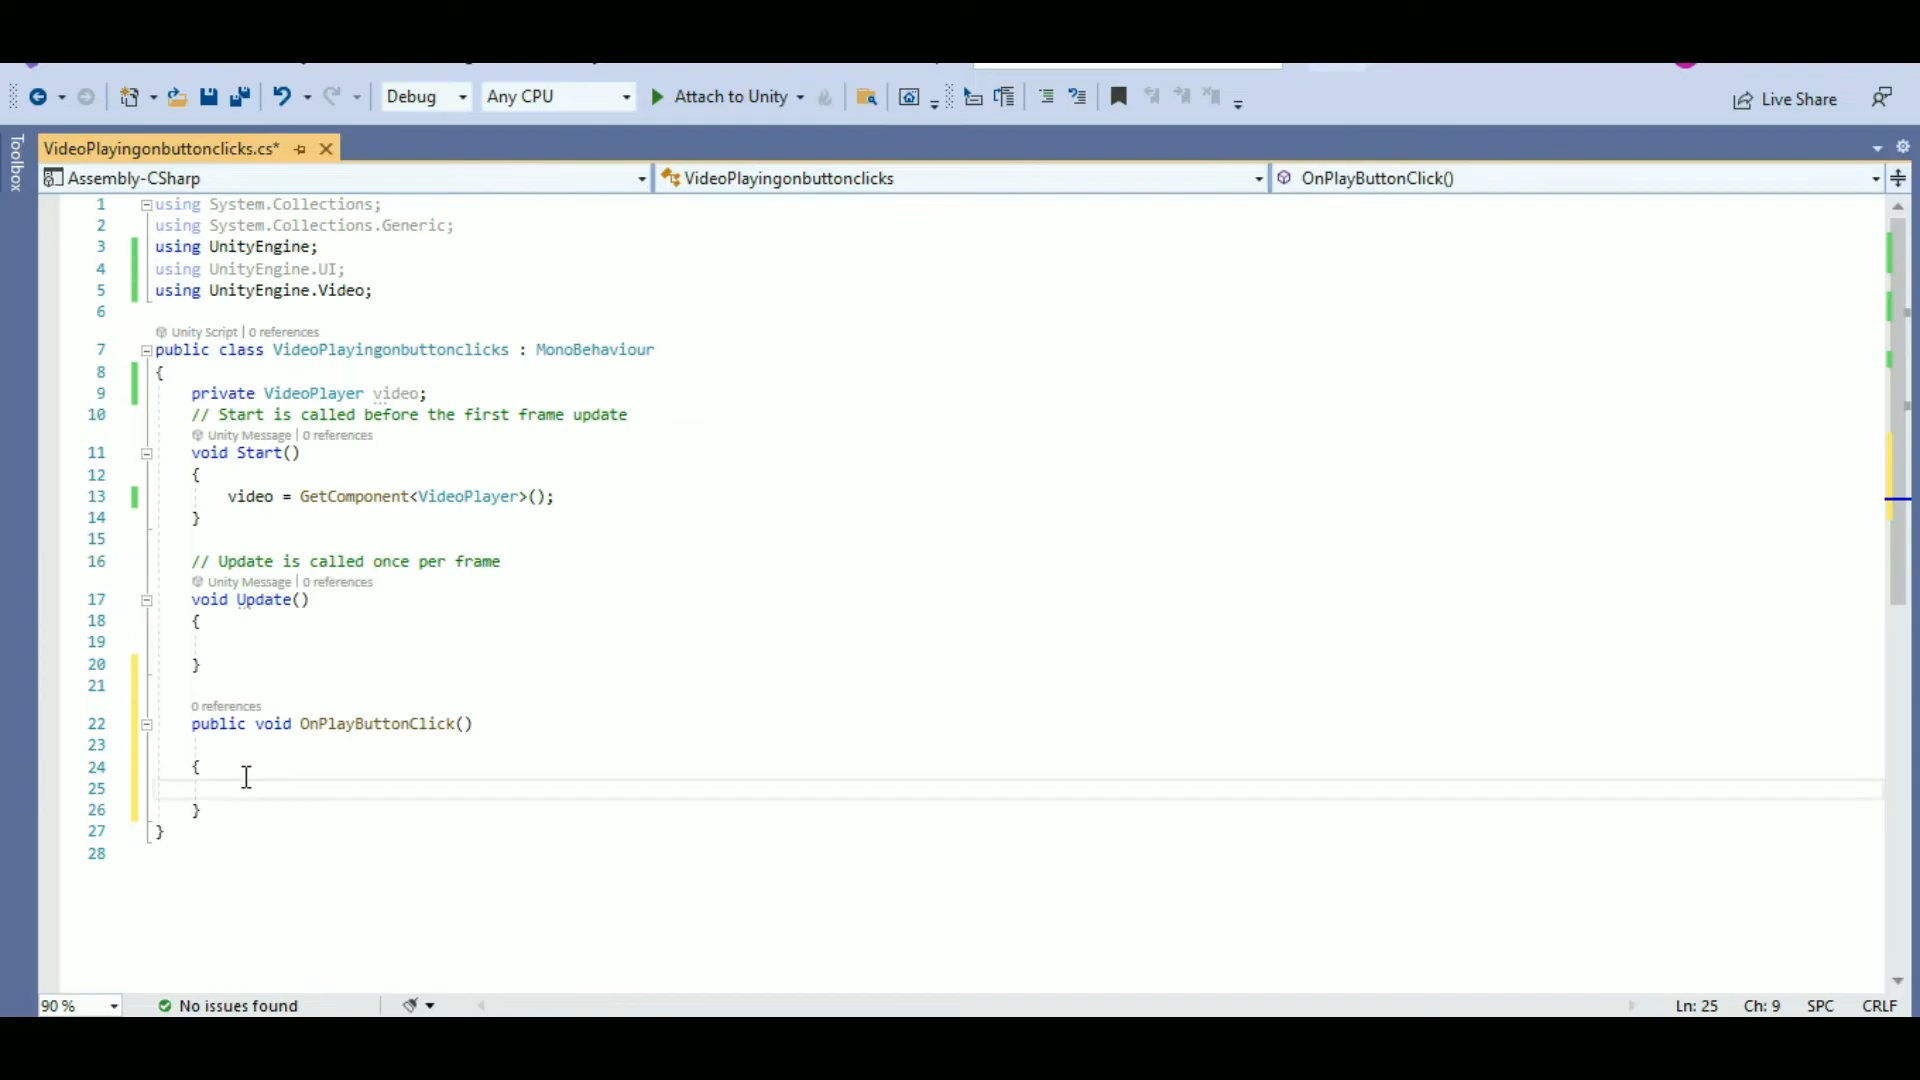 Debug
Any CPU
Attach to Unity
Live Share
Toolbox
VideoPlayingonbuttonclicks.cs*
Assembly-CSharp
VideoPlayingonbuttonclicks
OnPlayButtonClick()
1 using System.Collections;
2 using System.Collections.Generic;
3 using UnityEngine;
4 using UnityEngine.UI;
5 using UnityEngine.Video;
6
Unity Script | 0 references
7 public class VideoPlayingonbuttonclicks : MonoBehaviour
8 {
9 private VideoPlayer video;
10 // Start is called before the first frame update
Unity Message | 0 references
11 void Start()
12 {
13 video = GetComponent<VideoPlayer>();
14 }
15
16 // Update is called once per frame
Unity Message | 0 references
17 void Update()
18 {
19
20 }
21
0 references
22 public void OnPlayButtonClick()
23
24 {
25
26 }
27 }
28
90 %
No issues found
Ln: 25
Ch: 9
SPC
CRLF